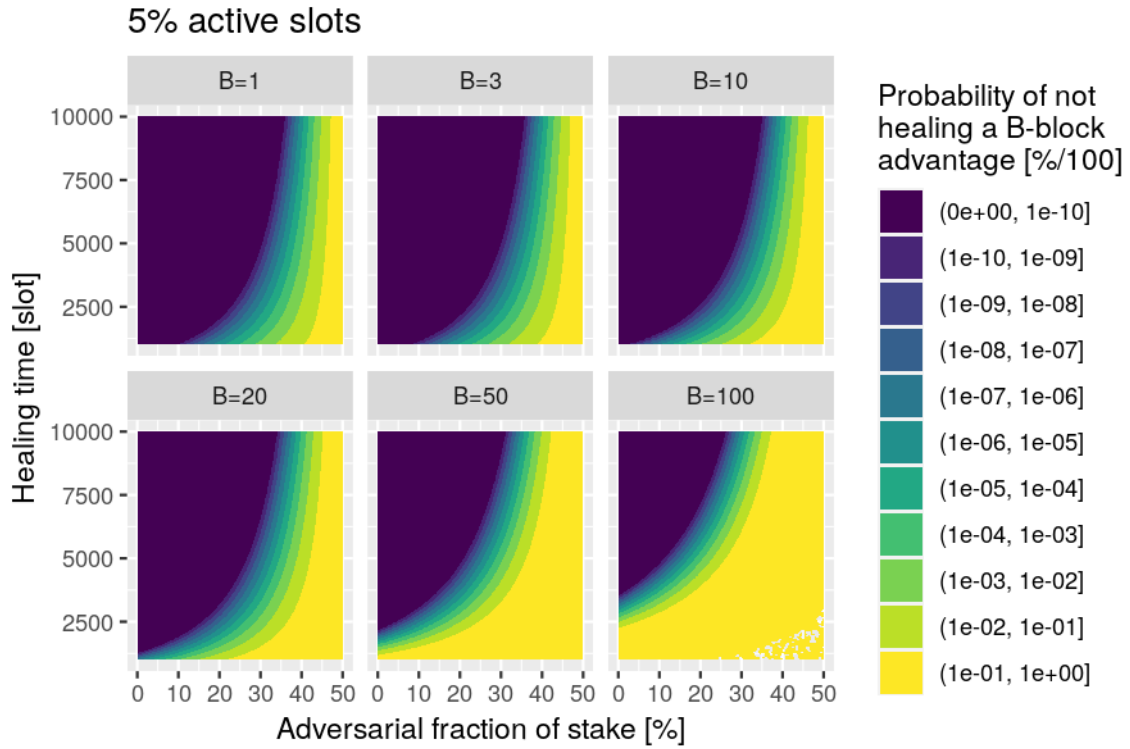 5% active slots
B=1
B=3
B=10
10000
7500
5000
2500
B=20
B=50
B=100
10000
7500
5000
2500
0 10 20 30 40 50
0 10 20 30 40 50
0 10 20 30 40 50
Healing time [slot]
Adversarial fraction of stake [%]
Probability of not
healing a B-block
advantage [%/100]
(0e+00, 1e-10]
(1e-10, 1e-09]
(1e-09, 1e-08]
(1e-08, 1e-07]
(1e-07, 1e-06]
(1e-06, 1e-05]
(1e-05, 1e-04]
(1e-04, 1e-03]
(1e-03, 1e-02]
(1e-02, 1e-01]
(1e-01, 1e+00]